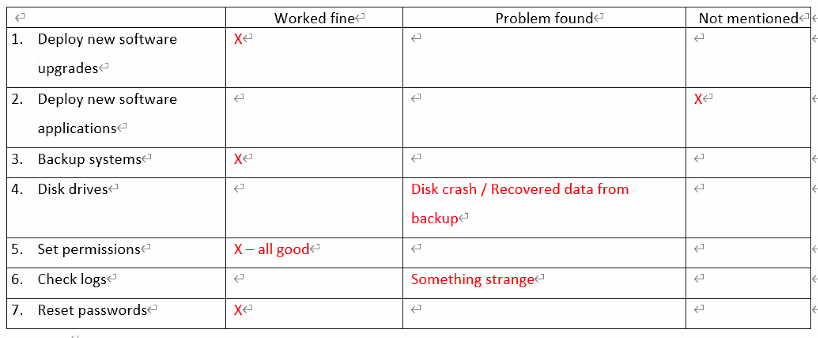 Worked fine Problem found Not mentioned
1. Deploy new software X
upgrades
2. Deploy new software X
applications
3. Backup systems X
4. Disk drives Disk crash / Recovered data from
backup
5. Set permissions X – all good
6. Check logs Something strange
7. Reset passwords X